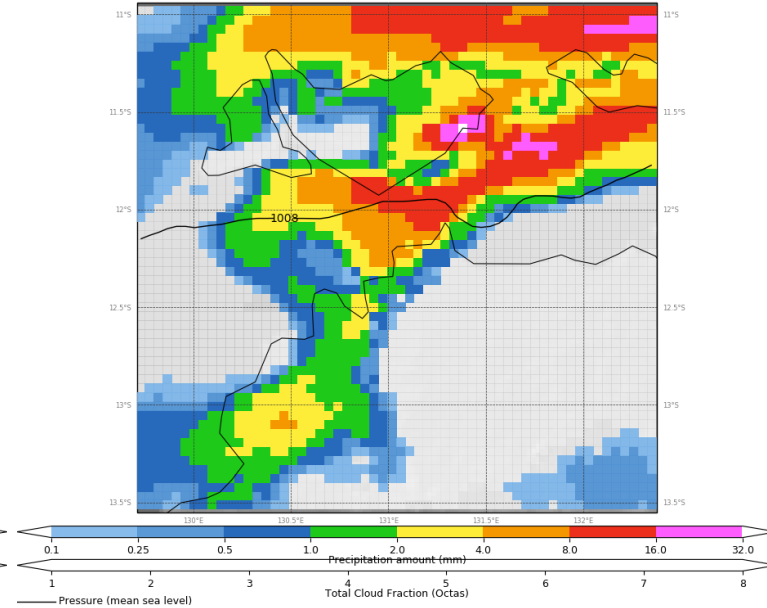 11°S 11°S
11.5°S 11.5°S
12°S 12°S
1008
12.5°S 12.5°S
13°S 13°S
13.5°S 13.5°S
130°E 130.5°E 131°E 131.5°E 132°E
0.1 0.25 0.5 1.0 2.0 4.0 8.0 16.0 32.0
Precipitation amount (mm)
1 2 3 4 5 6 7 8
Total Cloud Fraction (Octas)
Pressure (mean sea level)